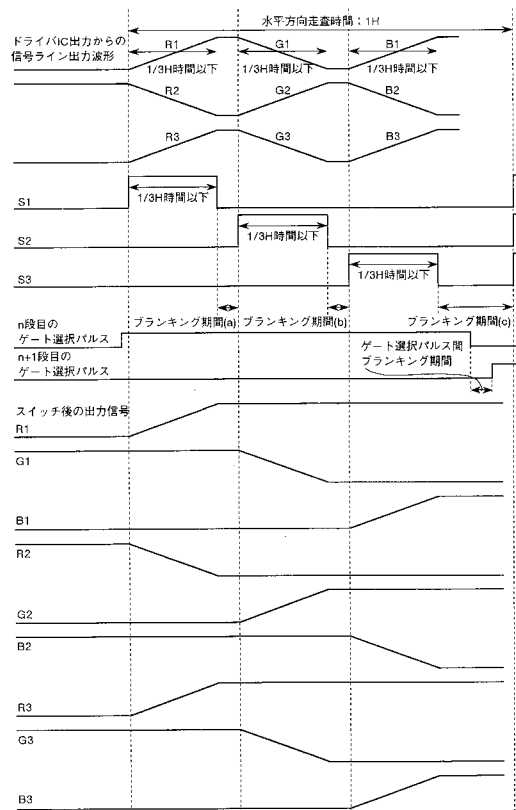 水平方向走査時間：1H
ドライバiC出力からの
信号ライン出力波形
R1
G1
B1
1/3H時間以下
1/3H時間以下
1/3H時間以下
R2
G2
B2
R3
G3
B3
S1
1/3H時間以下
S2
1/3H時間以下
S3
1/3H時間以下
ブランキング期間(a)
ブランキング期間(b)
ブランキング期間(c)
n段目の
ゲート選択パルス
ゲート選択パルス間
ブランキング期間
n+1段目の
ゲート選択パルス
スイッチ後の出力信号
R1
G1
B1
R2
G2
B2
R3
G3
B3